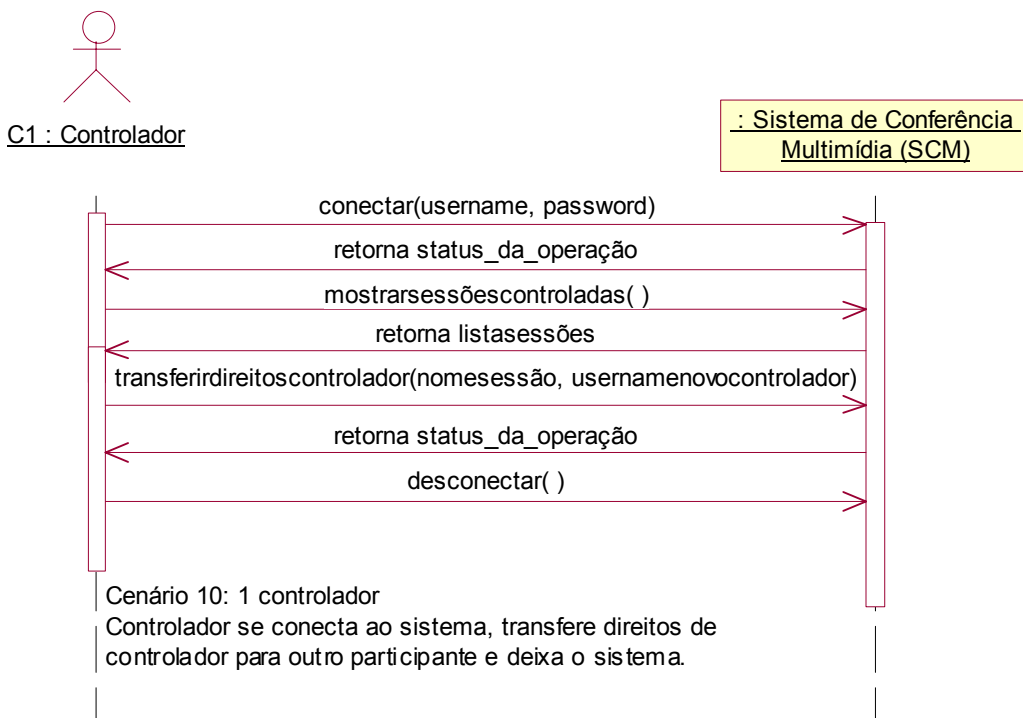 C1 : Controlador
: Sistema de Conferência
Multimídia (SCM)
conectar(username, password)
retorna status_da_operação
mostrarsessõescontroladas( )
retorna listasessões
transferirdireitoscontrolador(nomesessão, usernamenovocontrolador)
retorna status_da_operação
desconectar( )
Cenário 10: 1 controlador
Controlador se conecta ao sistema, transfere direitos de
controlador para outro participante e deixa o sistema.